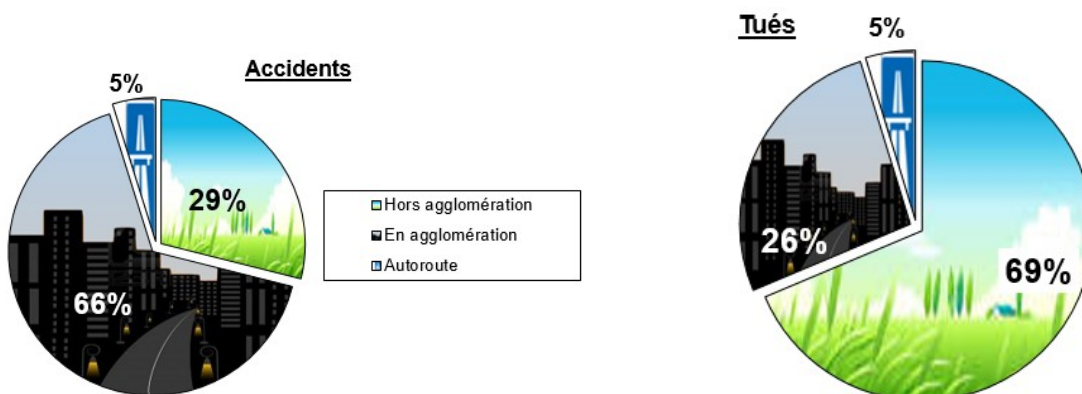 Accidents
5%
29%
66%
Hors agglomération
En agglomération
Autoroute
Tués
5%
26%
69%